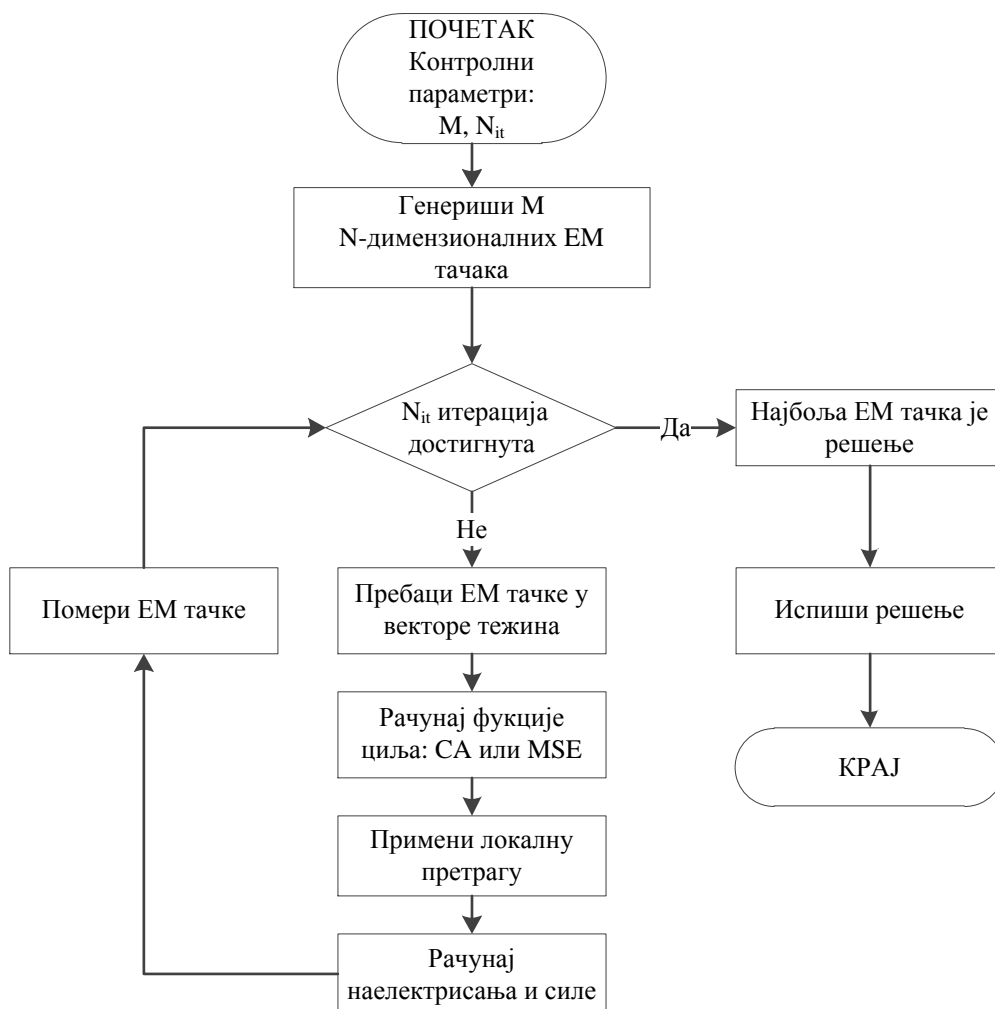 ПОЧЕТАК
Контролни
параметри:
M, Nit
Генериши M
N-димензионалних ЕМ
тачака
Nit итерација
достигнута
Да
Најбоља ЕМ тачка је
решење
Не
Помери ЕМ тачке
Пребаци ЕМ тачке у
векторе тежина
Испиши решење
Рачунај фукције
циља: CA или MSE
КРАЈ
Примени локалну
претрагу
Рачунај
наелектрисања и силе